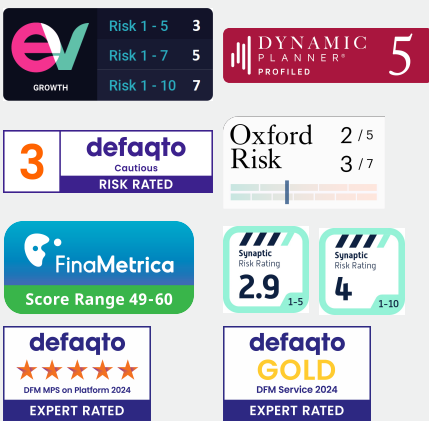 ev
GROWTH
Risk 1 - 5 3
Risk 1 - 7 5
Risk 1 - 10 7
DYNAMIC
PLANNER®
PROFILED
5
3
defaqto
Cautious
RISK RATED
Oxford
Risk
2 / 5
3 / 7
FinaMetrica
Score Range 49-60
Synaptic
Risk Rating
2.9
1-5
Synaptic
Risk Rating
4
1-10
defaqto
DFM MPS on Platform 2024
EXPERT RATED
defaqto
GOLD
DFM Service 2024
EXPERT RATED